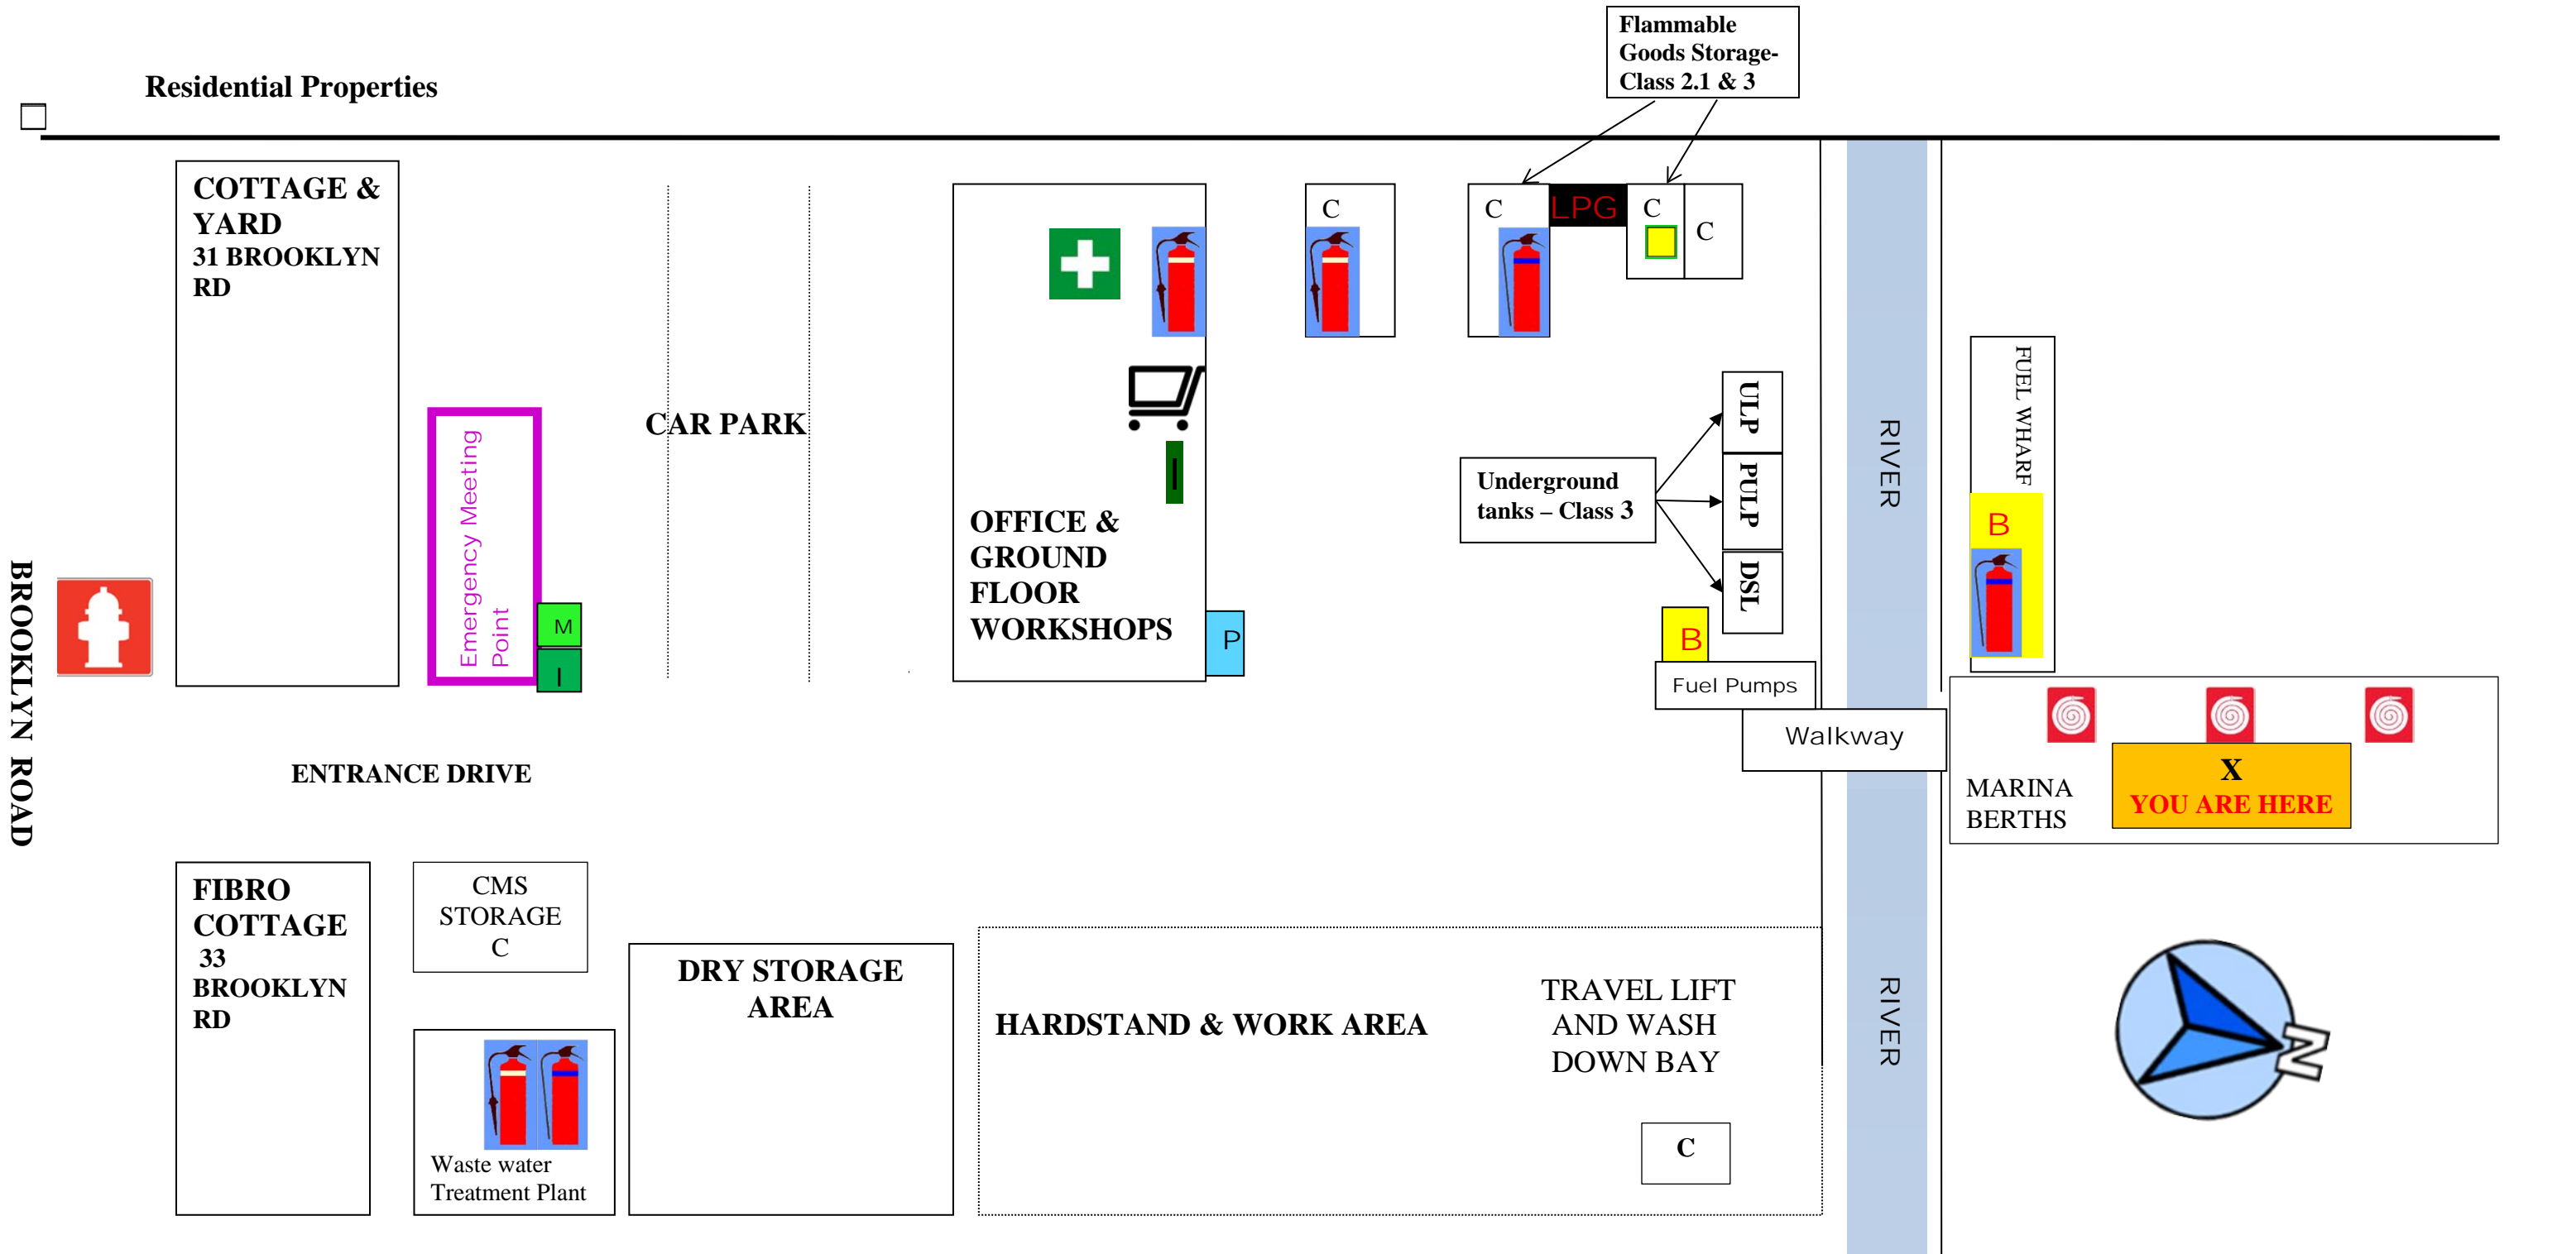 Flammable
Goods Storage-
Class 2.1 & 3
Residential Properties
COTTAGE &
YARD
31 BROOKLYN
RD
C
C
LPG
C
C
CAR PARK
Emergency Meeting
Point
M
I
I
OFFICE &
GROUND
FLOOR
WORKSHOPS
P
Underground
tanks – Class 3
ULP
PULP
DSL
B
Fuel Pumps
Walkway
RIVER
FUEL WHARF
B
BROOKLYN ROAD
ENTRANCE DRIVE
MARINA
BERTHS
X
YOU ARE HERE
FIBRO
COTTAGE
33
BROOKLYN
RD
CMS
STORAGE
C
Waste water
Treatment Plant
DRY STORAGE
AREA
HARDSTAND & WORK AREA
TRAVEL LIFT
AND WASH
DOWN BAY
C
RIVER
N